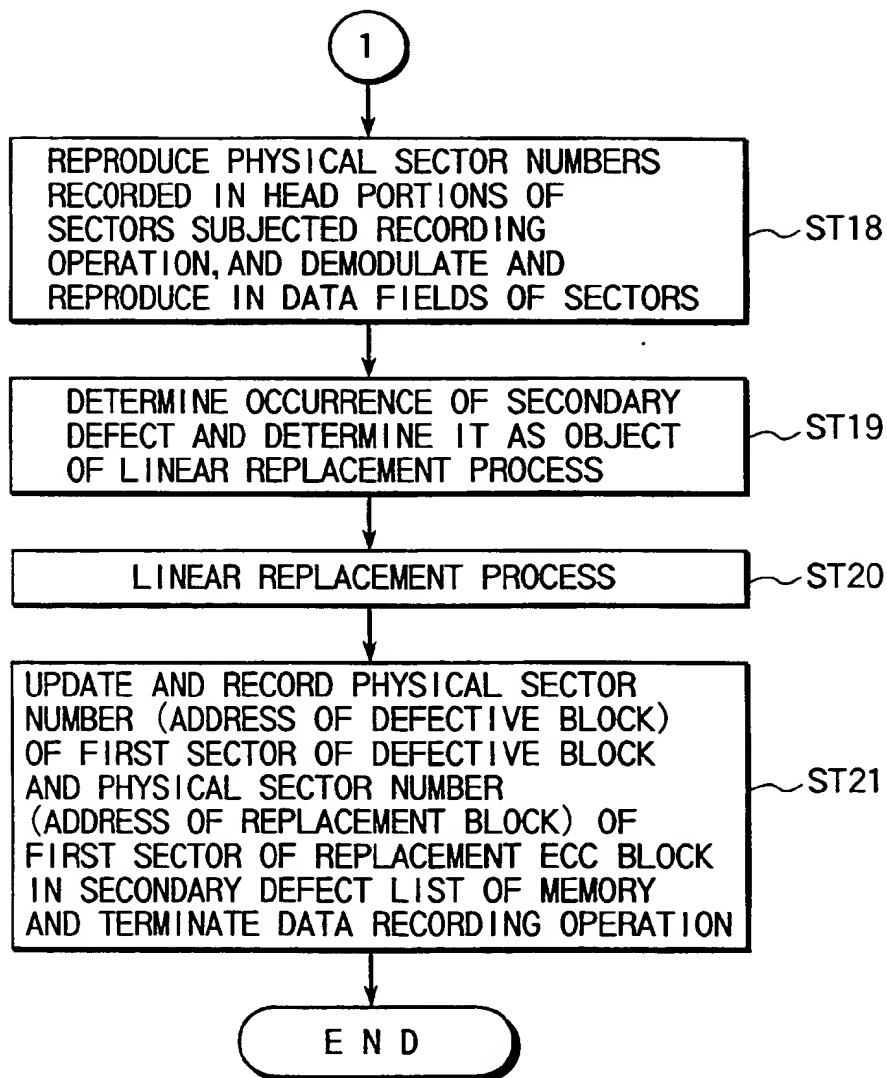 1
REPRODUCE PHYSICAL SECTOR NUMBERS
RECORDED IN HEAD PORTIONS OF
SECTORS SUBJECTED RECORDING
OPERATION, AND DEMODULATE AND
REPRODUCE IN DATA FIELDS OF SECTORS
ST18
DETERMINE OCCURRENCE OF SECONDARY
DEFECT AND DETERMINE IT AS OBJECT
OF LINEAR REPLACEMENT PROCESS
ST19
LINEAR REPLACEMENT PROCESS
ST20
UPDATE AND RECORD PHYSICAL SECTOR
NUMBER (ADDRESS OF DEFECTIVE BLOCK)
OF FIRST SECTOR OF DEFECTIVE BLOCK
AND PHYSICAL SECTOR NUMBER
(ADDRESS OF REPLACEMENT BLOCK) OF
FIRST SECTOR OF REPLACEMENT ECC BLOCK
IN SECONDARY DEFECT LIST OF MEMORY
AND TERMINATE DATA RECORDING OPERATION
ST21
END